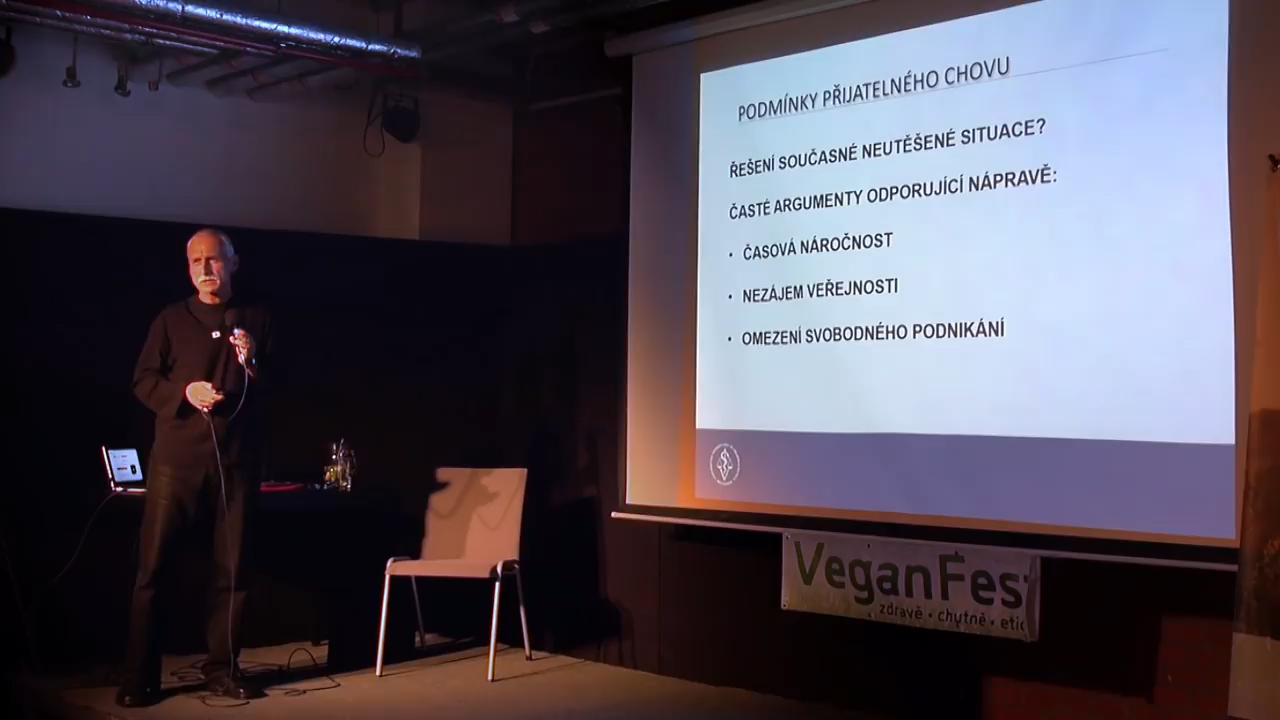 PODMÍNKY PŘIJATELNÉHO CHOVU
ŘEŠENÍ SOUČASNÉ NEUTĚŠENÉ SITUACE?
ČASTÉ ARGUMENTY ODPORUJÍCÍ NÁPRAVĚ:
• ČASOVÁ NÁROČNOST
• NEZÁJEM VEŘEJNOSTI
• OMEZENÍ SVOBODNÉHO PODNIKÁNÍ
VeganFes
zdravě • chutně • etic